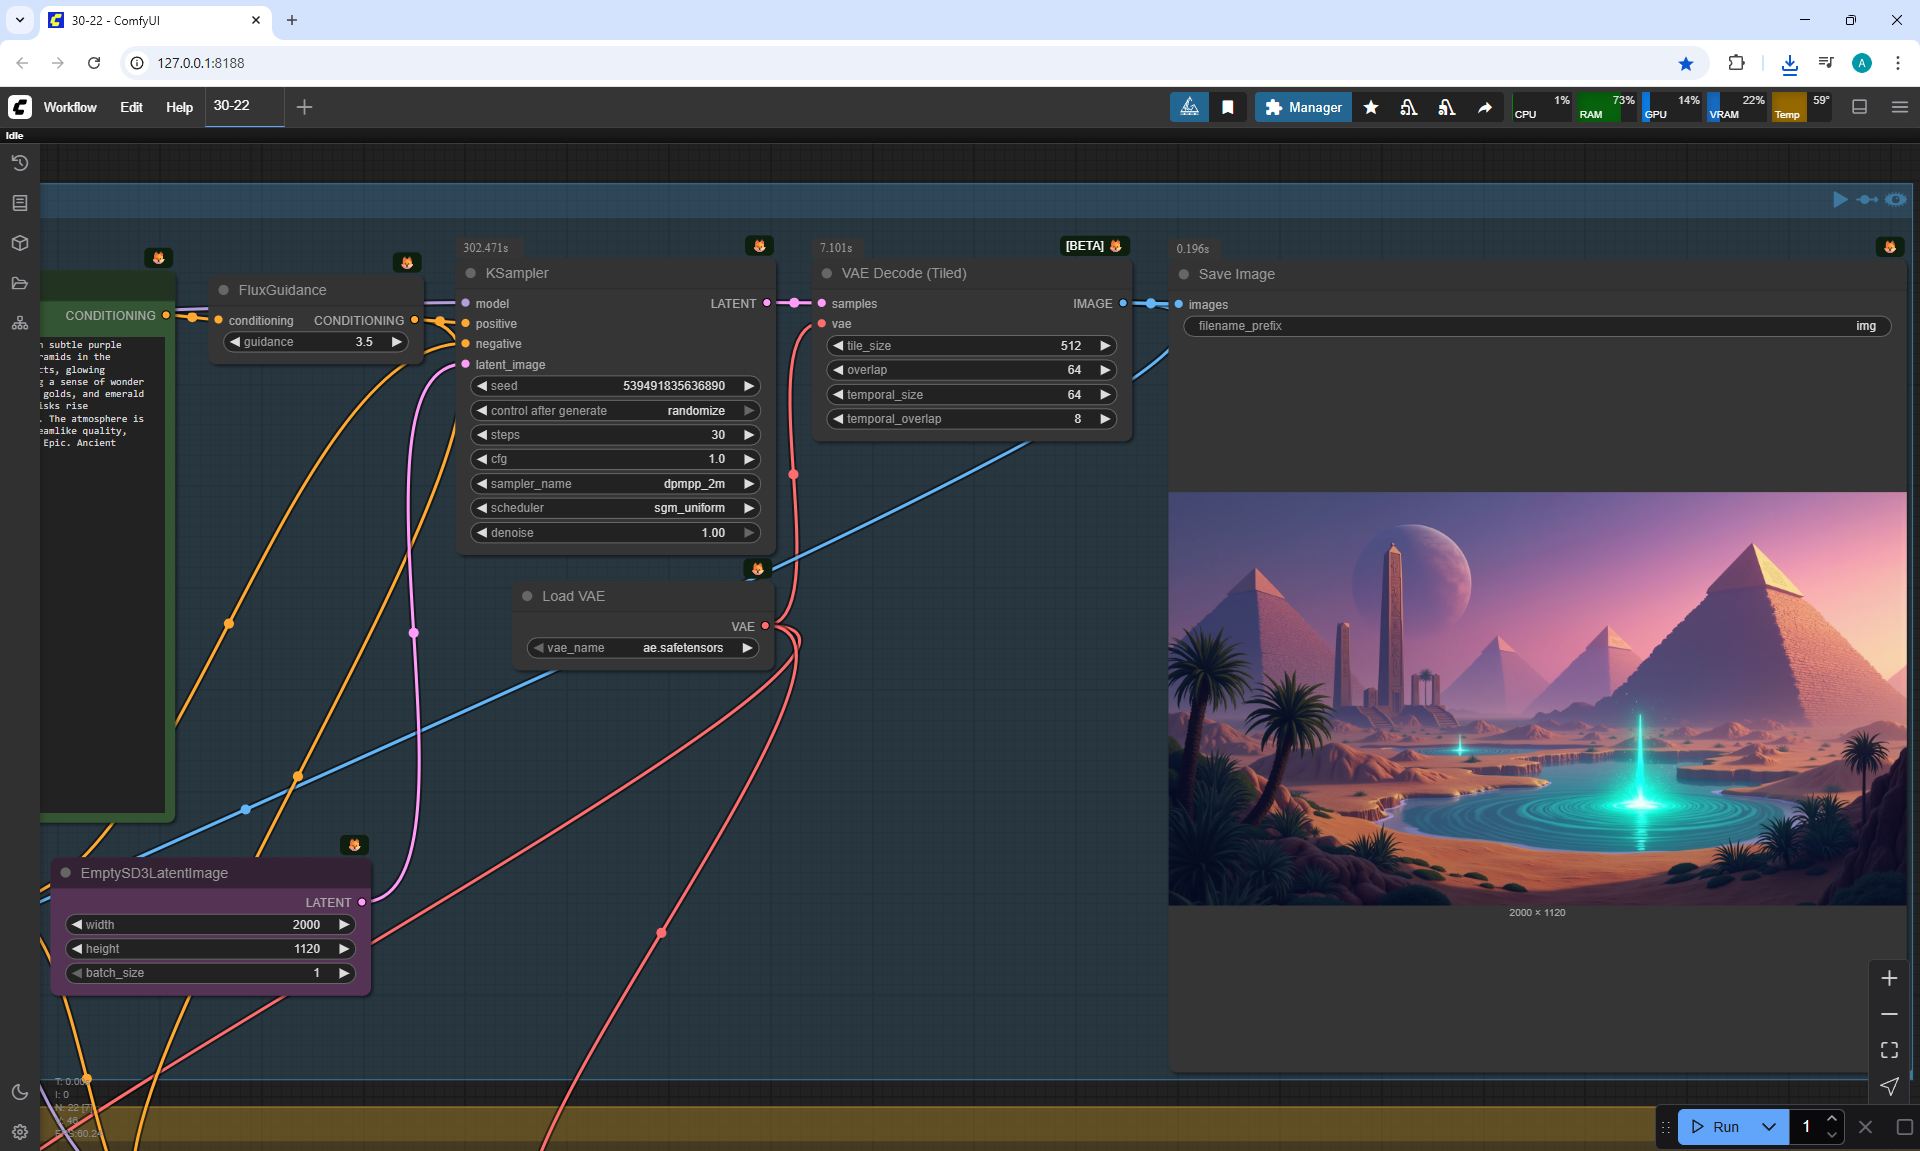 30-22 - ComfyUI
127.0.0.1:8188
A
Workflow
Edit
Help
30-22
Manager
CPU
1%
RAM
73%
GPU
14%
VRAM
22%
Temp
59°
Idle
CONDITIONING
subtle purple
ramids in the
cts, glowing
g a sense of wonder
golds, and emerald
isks rise
. The atmosphere is
eamlike quality,
Epic. Ancient
FluxGuidance
conditioning
CONDITIONING
guidance
3.5
302.471s
KSampler
model
LATENT
positive
negative
latent_image
seed
539491835636890
control after generate
randomize
steps
30
cfg
1.0
sampler_name
dpmpp_2m
scheduler
sgm_uniform
denoise
1.00
7.101s
[BETA]
VAE Decode (Tiled)
samples
IMAGE
vae
tile_size
512
overlap
64
temporal_size
64
temporal_overlap
8
0.196s
Save Image
images
filename_prefix
img
2000 × 1120
Load VAE
VAE
vae_name
ae.safetensors
EmptySD3LatentImage
LATENT
width
2000
height
1120
batch_size
1
I: 0
N: 22 [7]
Run
1